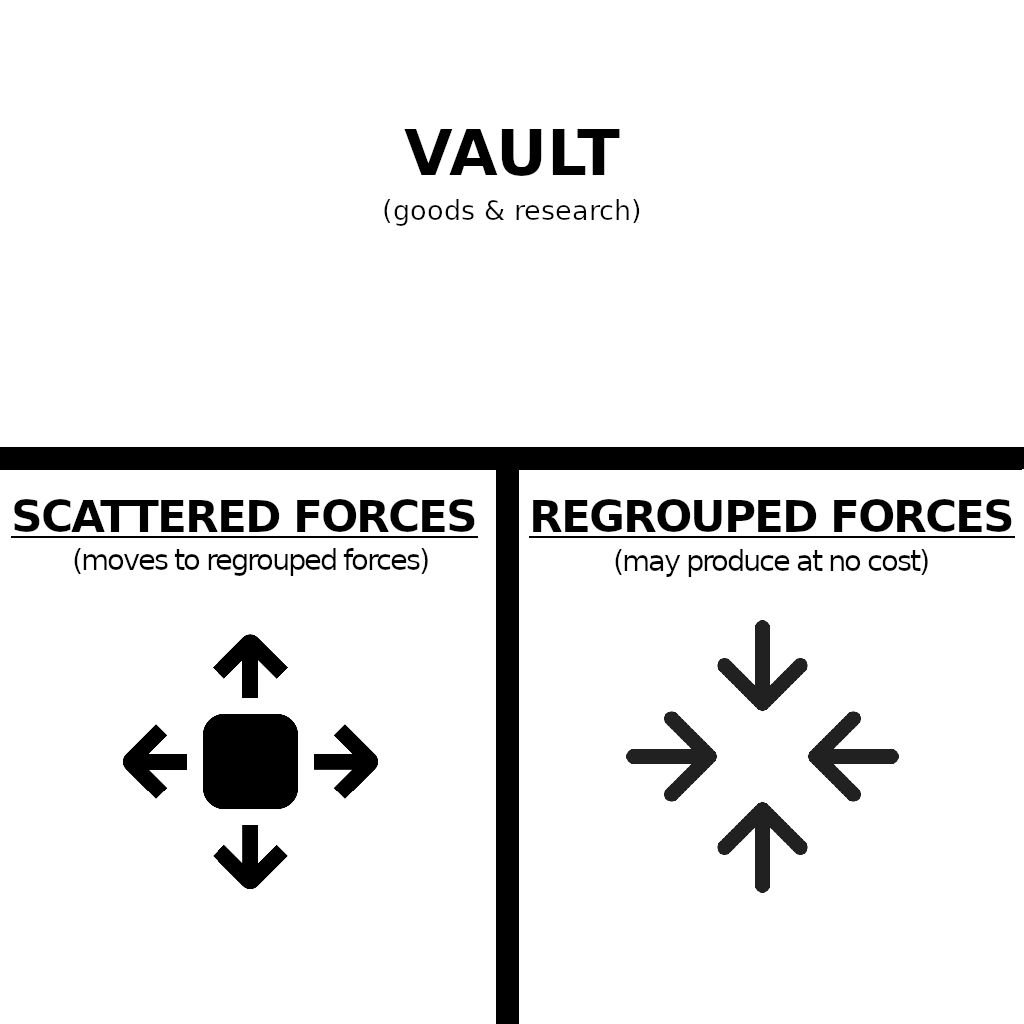 VAULT
(goods & research)
SCATTERED FORCES
(moves to regrouped forces)
REGROUPED FORCES
(may produce at no cost)